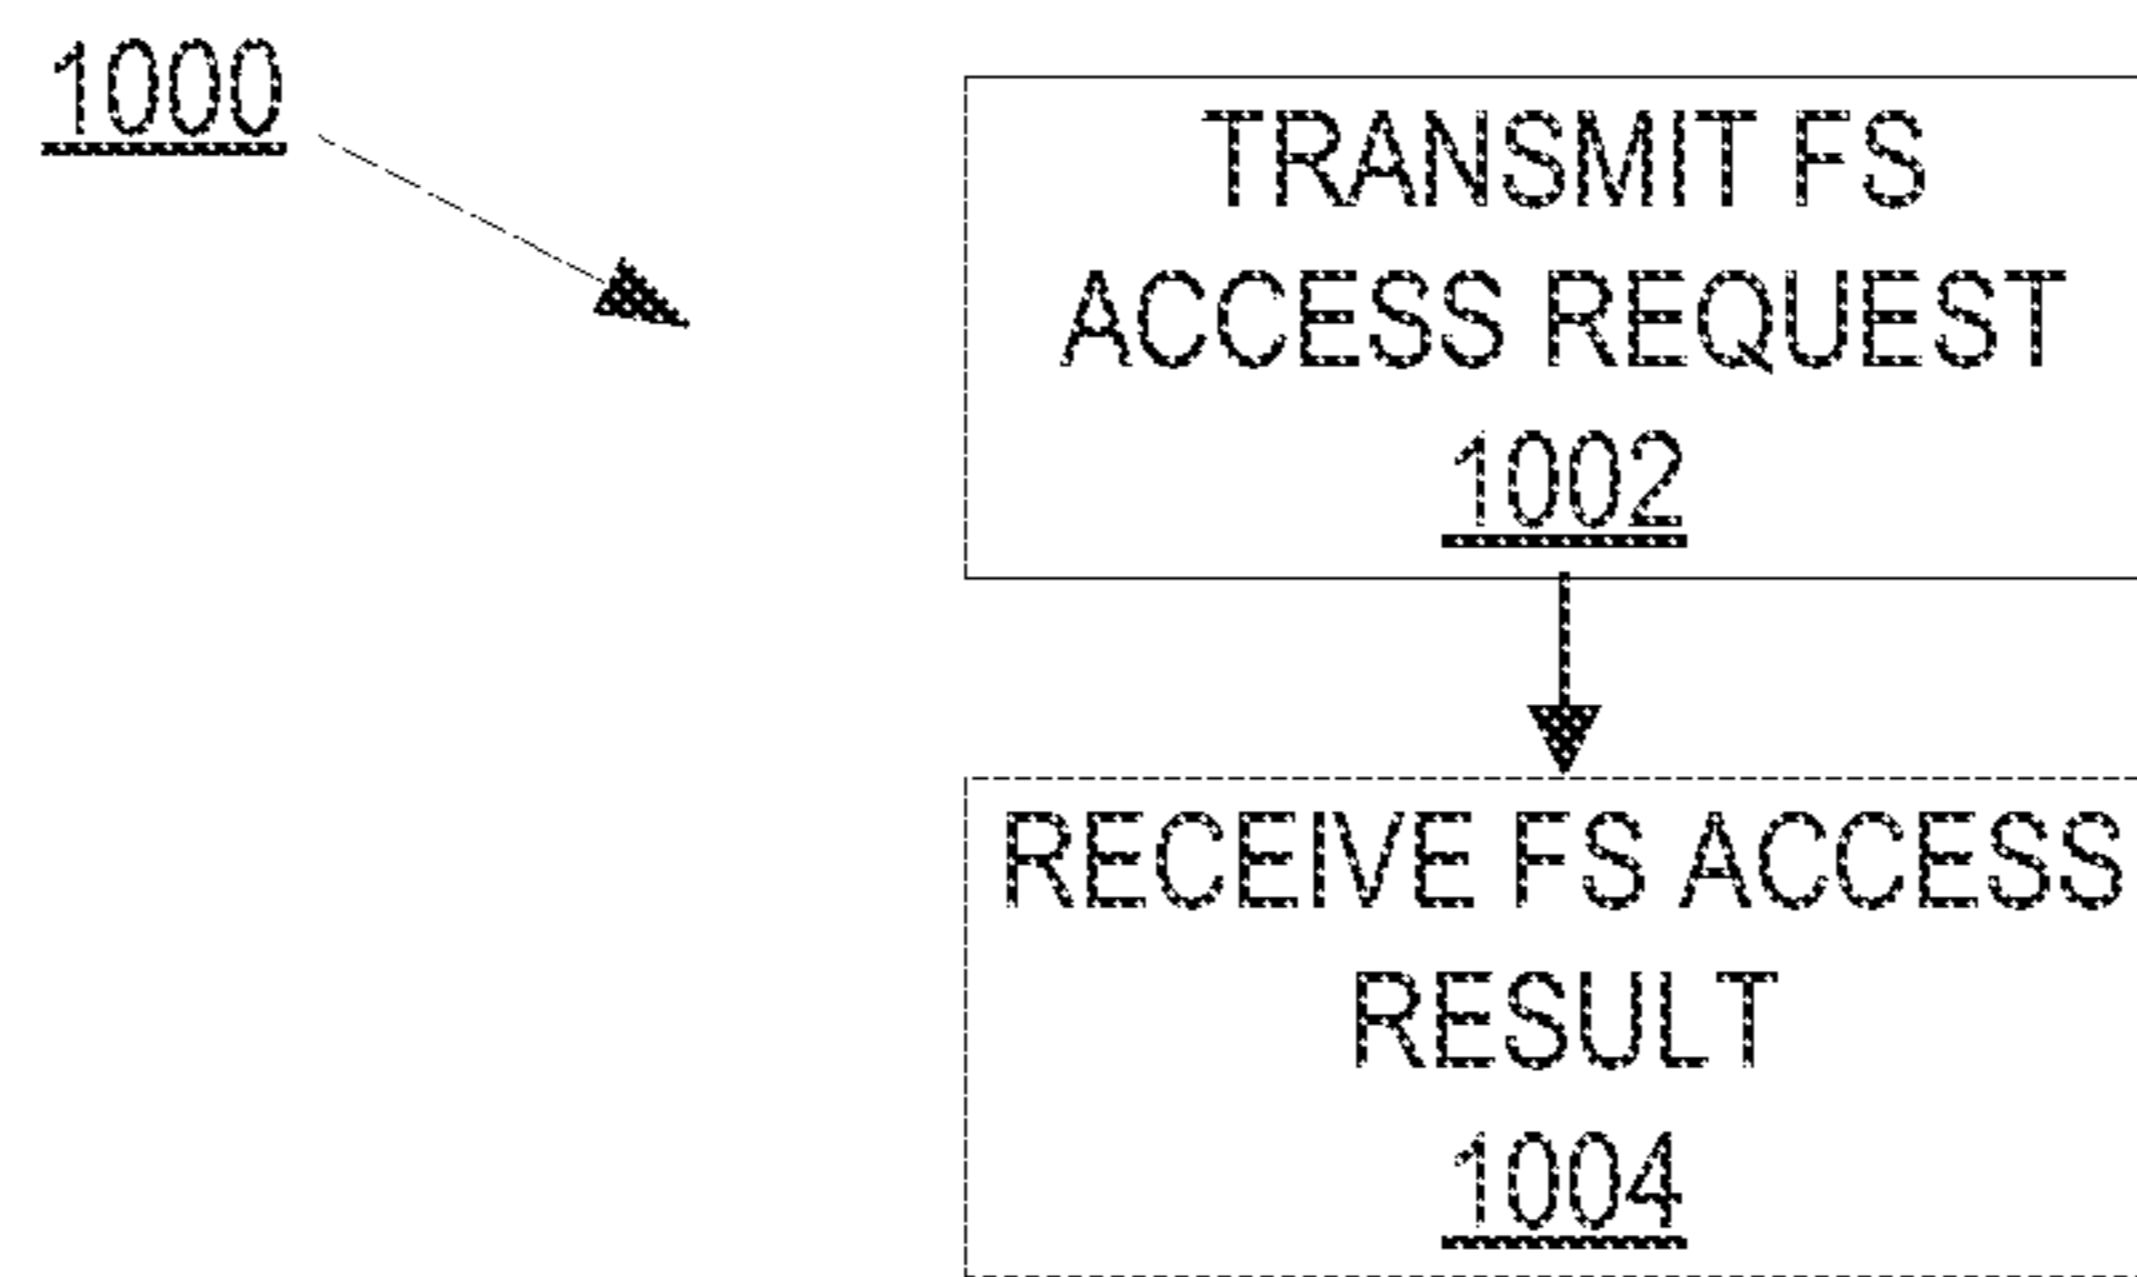 1000
TRANSMIT FS
ACCESS REQUEST
1002
RECEIVE FS ACCESS
RESULT
1004